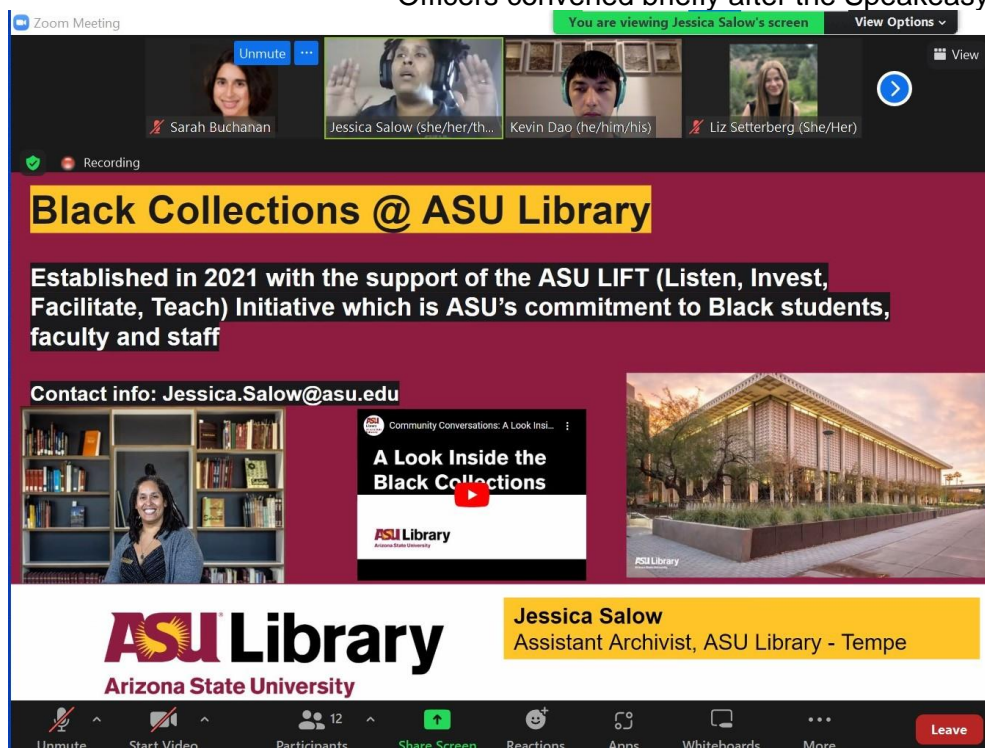 Officers convened briefly after the Speakeasy
Zoom Meeting
You are viewing Jessica Salow's screen
View Options
Unmute
View
Sarah Buchanan
Jessica Salow (she/her/th...
Kevin Dao (he/him/his)
Liz Setterberg (She/Her)
Recording
Black Collections @ ASU Library
Established in 2021 with the support of the ASU LIFT (Listen, Invest,
Facilitate, Teach) Initiative which is ASU's commitment to Black students,
faculty and staff
Contact info: Jessica.Salow@asu.edu
Community Conversations: A Look Insi...
A Look Inside the
Black Collections
ASU Library
Arizona State University
ASU Library
ASU Library
Arizona State University
Jessica Salow
Assistant Archivist, ASU Library - Tempe
12
Unmute
Start Video
Participants
Share Screen
Reactions
Apps
Whiteboards
More
Leave